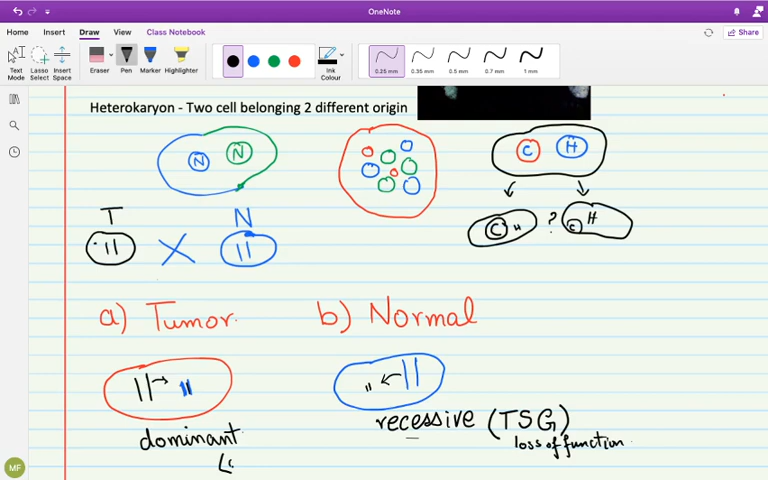 OneNote
Home Insert Draw View Class Notebook
Share
Text Mode
Lasso Select
Insert Space
Eraser
Pen
Marker
Highlighter
Ink Colour
0.25 mm
0.35 mm
0.5 mm
0.7 mm
1 mm
Heterokaryon - Two cell belonging 2 different origin
N N
C H
T N
C H ? C H
X
a) Tumor. b) Normal
dominant
recessive (TSG)
loss of function
MF